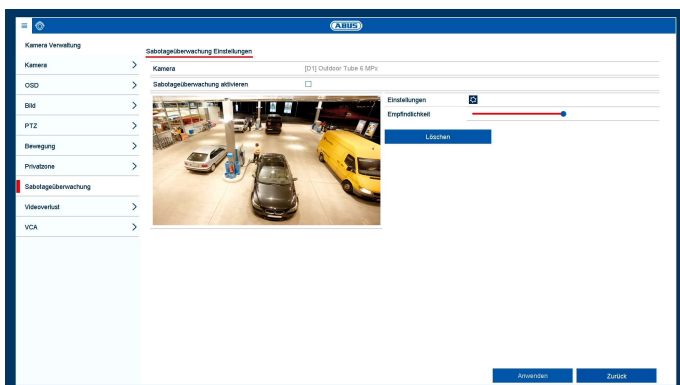 ABUS
Kamera Verwaltung
Kamera
OSD
Bild
PTZ
Bewegung
Privatzone
Sabotageüberwachung
Videoverlust
VCA
Sabotageüberwachung Einstellungen
Kamera [D1] Outdoor Tube 6 MPx
Sabotageüberwachung aktivieren
Einstellungen
Empfindlichkeit
Löschen
Anwenden Zurück